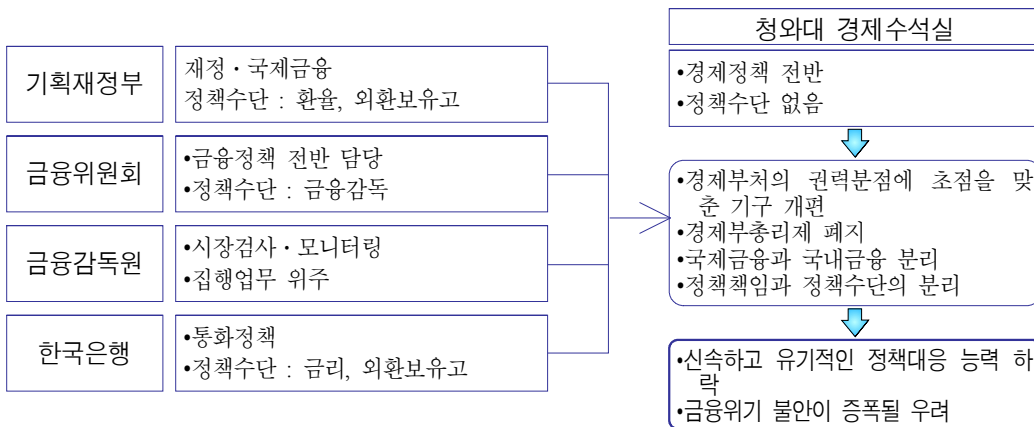 기획재정부
재정·국제금융
정책수단 : 환율, 외환보유고
금융위원회
•금융정책 전반 담당
•정책수단 : 금융감독
금융감독원
•시장검사·모니터링
•집행업무 위주
한국은행
•통화정책
•정책수단 : 금리, 외환보유고
청와대 경제수석실
•경제정책 전반
•정책수단 없음
•경제부처의 권력분점에 초점을 맞
춘 기구 개편
•경제부총리제 폐지
•국제금융과 국내금융 분리
•정책책임과 정책수단의 분리
•신속하고 유기적인 정책대응 능력 하
락
•금융위기 불안이 증폭될 우려